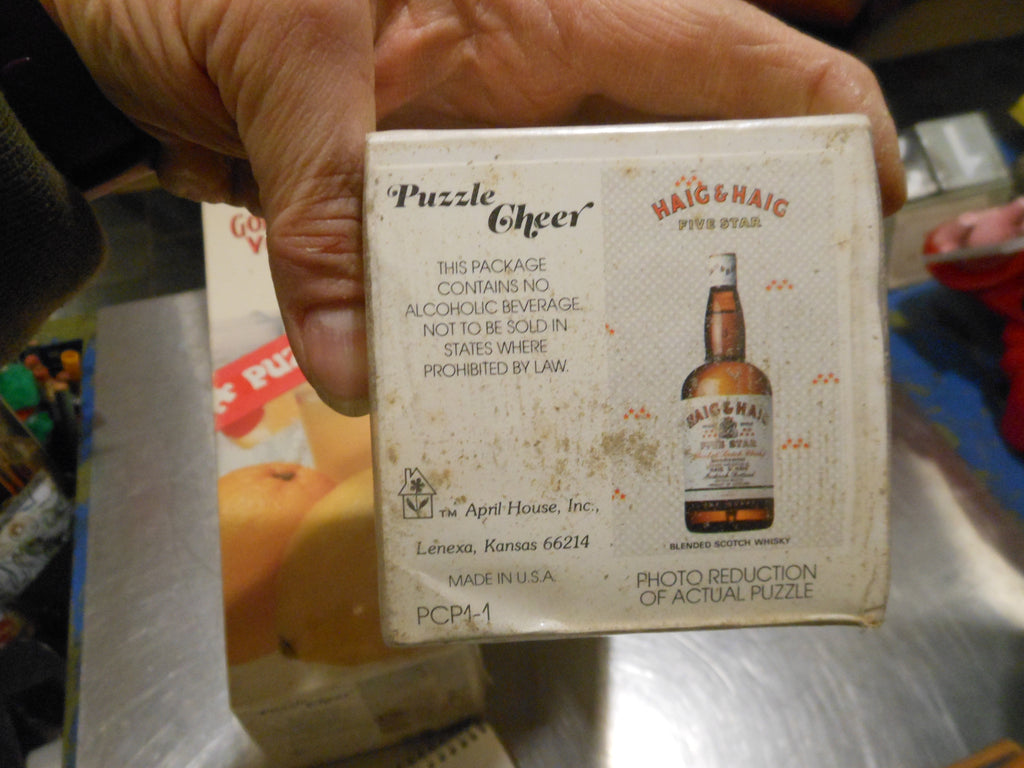 Puzzle
Cheer
THIS PACKAGE
CONTAINS NO
ALCOHOLIC BEVERAGE.
NOT TO BE SOLD IN
STATES WHERE
PROHIBITED BY LAW.
TM April House, Inc.,
Lenexa, Kansas 66214
MADE IN U.S.A.
PCP1-1
HAIG & HAIG
FIVE STAR
HAIG & HAIG
FIVE STAR
BLENDED SCOTCH WHISKY
PHOTO REDUCTION
OF ACTUAL PUZZLE